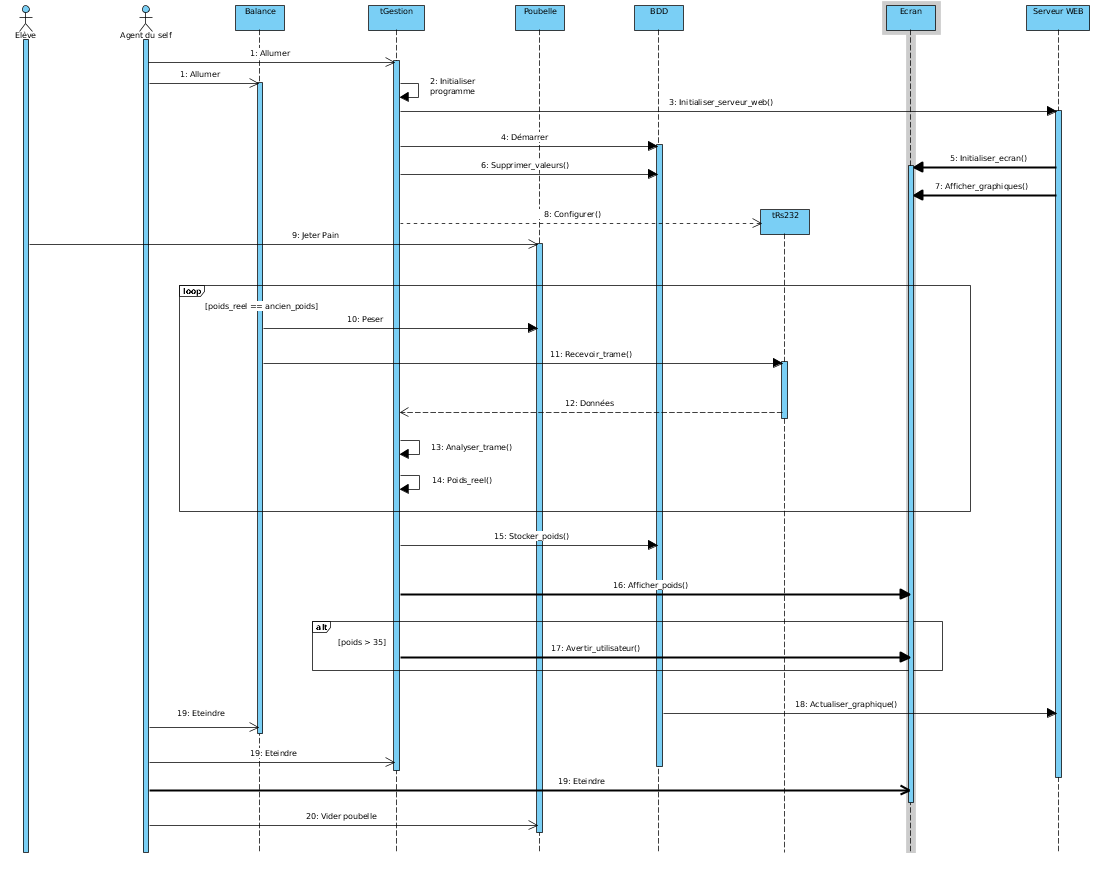 Elève
Agent du self
Balance
tGestion
Poubelle
BDD
Ecran
Serveur WEB
1: Allumer
1: Allumer
2: Initialiser
programme
3: Initialiser_serveur_web()
4: Démarrer
5: Initialiser_ecran()
6: Supprimer_valeurs()
7: Afficher_graphiques()
8: Configurer()
tRs232
9: Jeter Pain
loop
[poids_reel == ancien_poids]
10: Peser
11: Recevoir_trame()
12: Données
13: Analyser_trame()
14: Poids_reel()
15: Stocker_poids()
16: Afficher_poids()
alt
[poids > 35]
17: Avertir_utilisateur()
18: Actualiser_graphique()
19: Eteindre
19: Eteindre
19: Eteindre
20: Vider poubelle